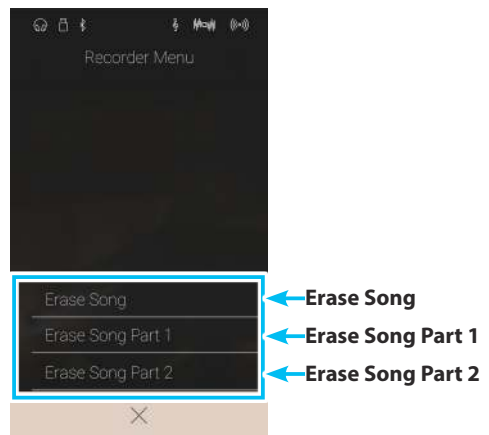 Recorder Menu
Erase Song
Erase Song
Erase Song Part 1
Erase Song Part 1
Erase Song Part 2
Erase Song Part 2